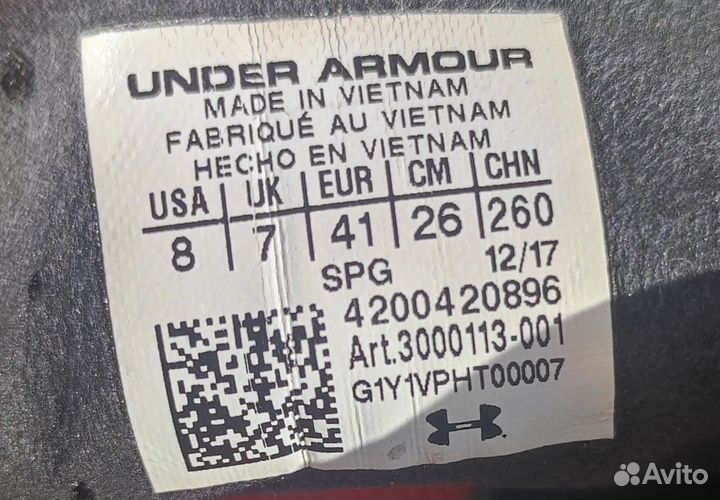 UNDER ARMOUR
MADE IN VIETNAM
FABRIQUÉ AU VIETNAM
HECHO EN VIETNAM
USA UK EUR CM CHN
8 7 41 26 260
SPG 12/17
4200420896
Art.3000113-001
G1Y1VPHT00007
Avito